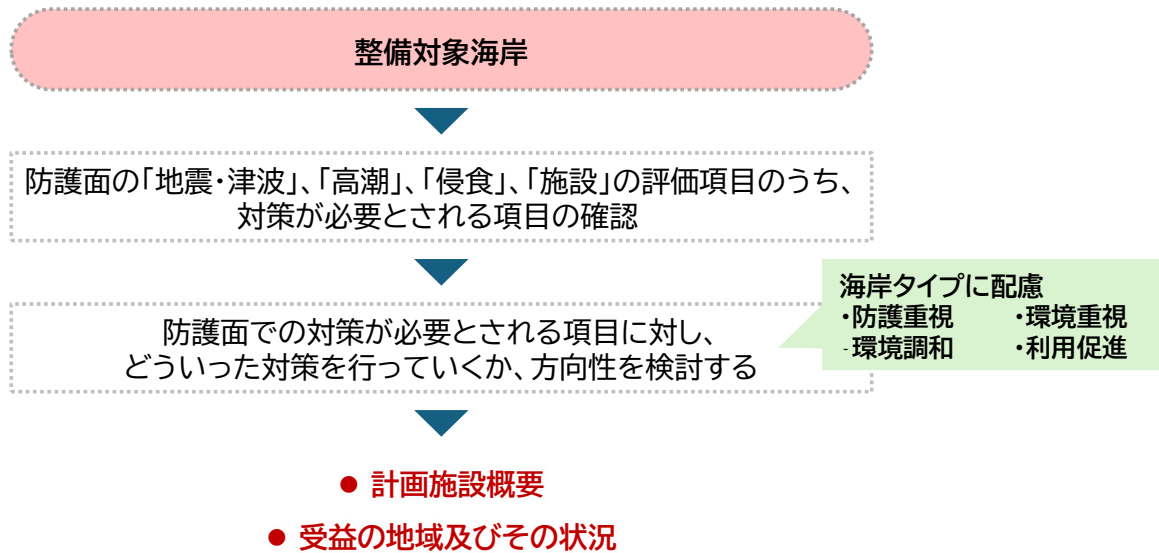 整備対象海岸
防護面の「地震・津波」、「高潮」、「侵食」、「施設」の評価項目のうち、
対策が必要とされる項目の確認
海岸タイプに配慮
・防護重視 ・環境重視
・環境調和 ・利用促進
防護面での対策が必要とされる項目に対し、
どういった対策を行っていくか、方向性を検討する
● 計画施設概要
● 受益の地域及びその状況